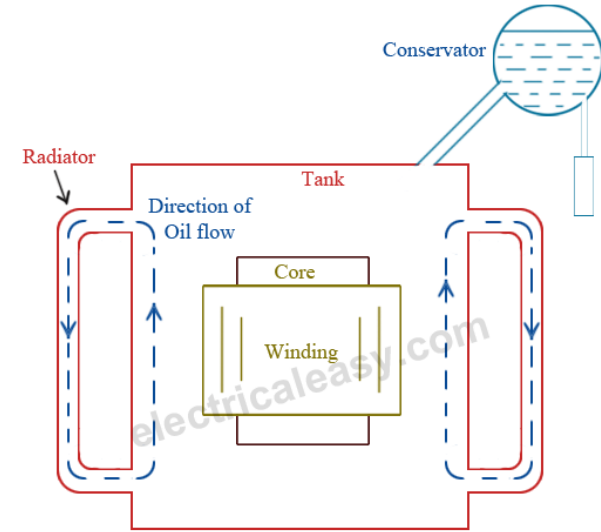 Conservator
Radiator
Tank
Direction of
Oil flow
Core
Winding
electricaleasy.com